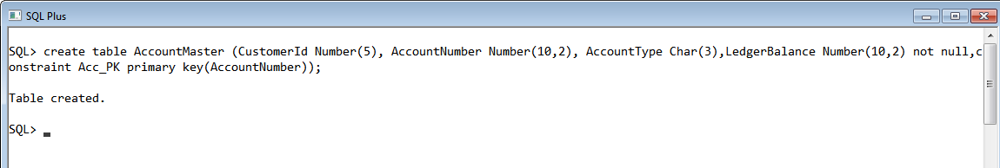 SQL Plus
SQL> create table AccountMaster (CustomerId Number(5), AccountNumber Number(10,2), AccountType Char(3),LedgerBalance Number(10,2) not null,c
onstraint Acc_PK primary key(AccountNumber));
Table created.
SQL>